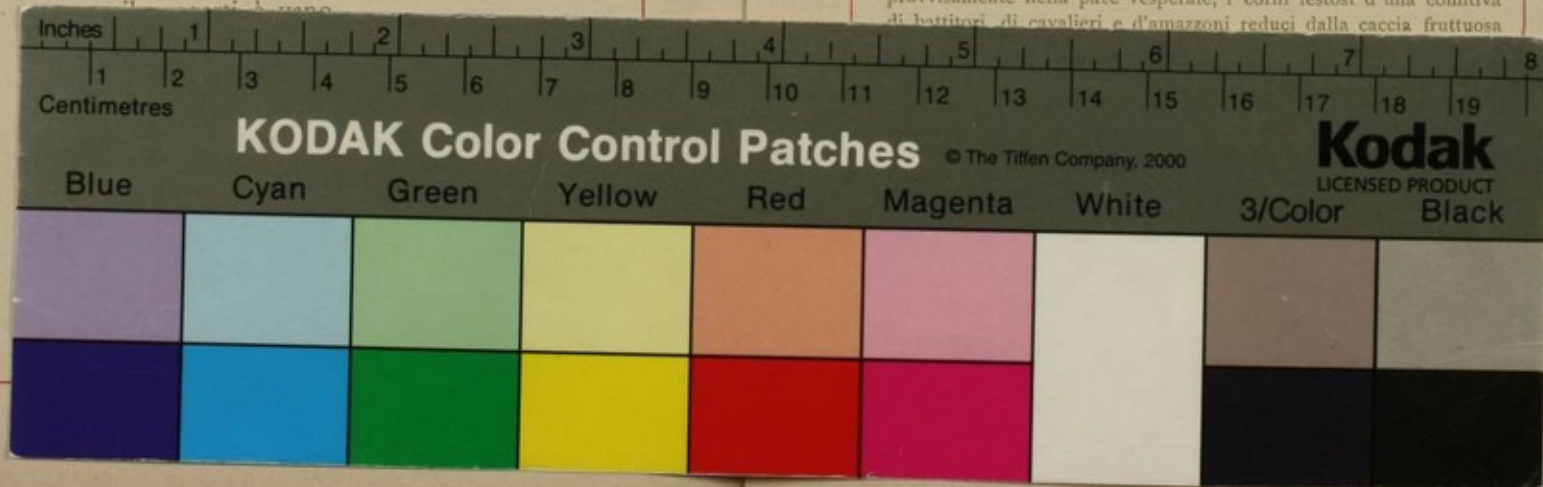 di battitori, di cavalieri e d'amazzoni reduci dalla caccia fruttuosa
Inches 1 2 3 4 5 6 7 8
1 2 3 4 5 6 7 8 9 10 11 12 13 14 15 16 17 18 19
Centimetres
KODAK Color Control Patches © The Tiffen Company, 2000 Kodak
LICENSED PRODUCT
Blue Cyan Green Yellow Red Magenta White 3/Color Black